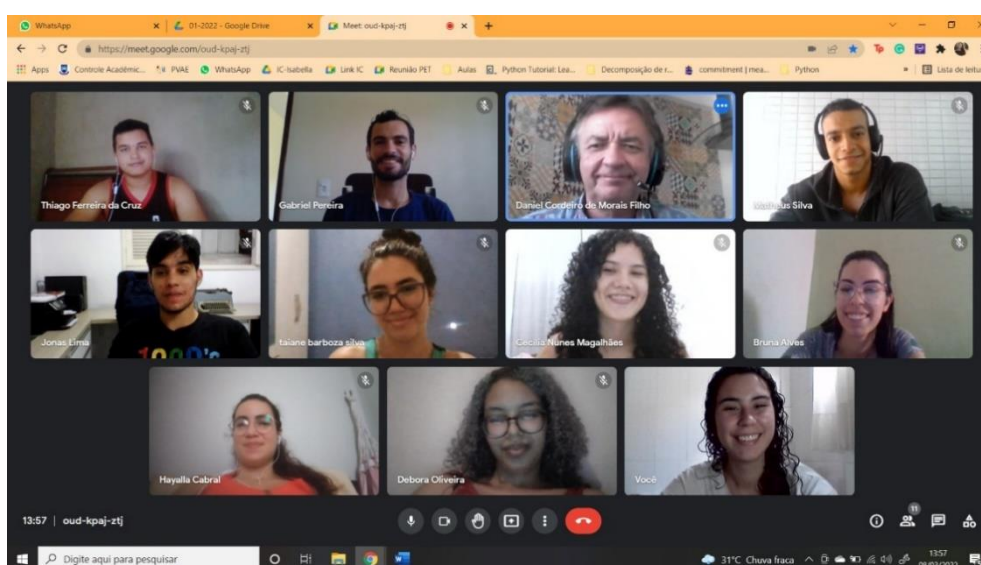 WhatsApp
01-2022 - Google Drive
Meet: oud-kpaj-ztj
https://meet.google.com/oud-kpaj-ztj
Apps
Controle Acadêmic...
PVAE
WhatsApp
IC-Isabella
Link IC
Reunião PET
Aulas
Python Tutorial: Lea...
Decomposição de r...
commitment | mea...
Python
Lista de leitu
Thiago Ferreira da Cruz
Gabriel Pereira
Daniel Cordeiro de Morais Filho
Matheus Silva
Jonas Lima
1000's
taiane barboza silva
Cecília Nunes Magalhães
Bruna Alves
Hayalla Cabral
Debora Oliveira
Você
13:57 | oud-kpaj-ztj
11
Digite aqui para pesquisar
31°C Chuva fraca
13:57